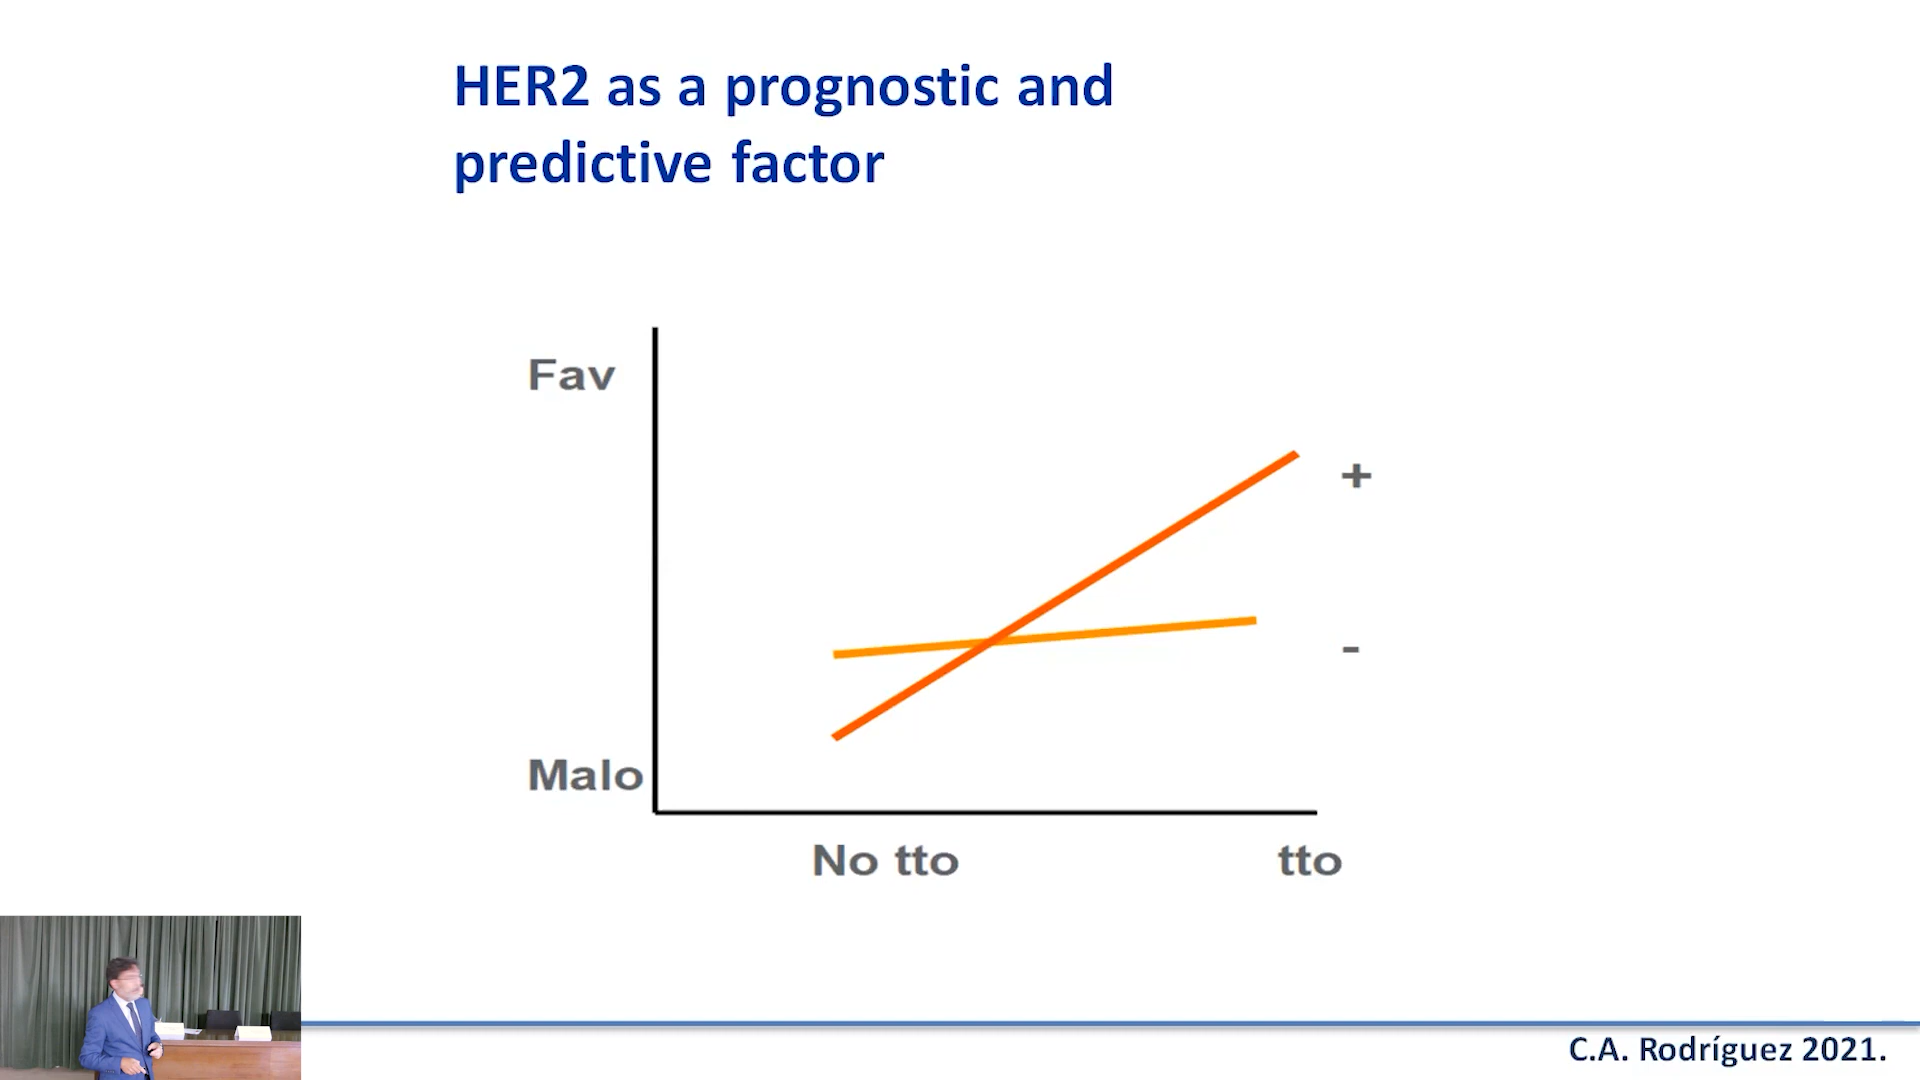 HER2 as a prognostic and
predictive factor
Fav
+
-
Malo
No tto
tto
C.A. Rodríguez 2021.